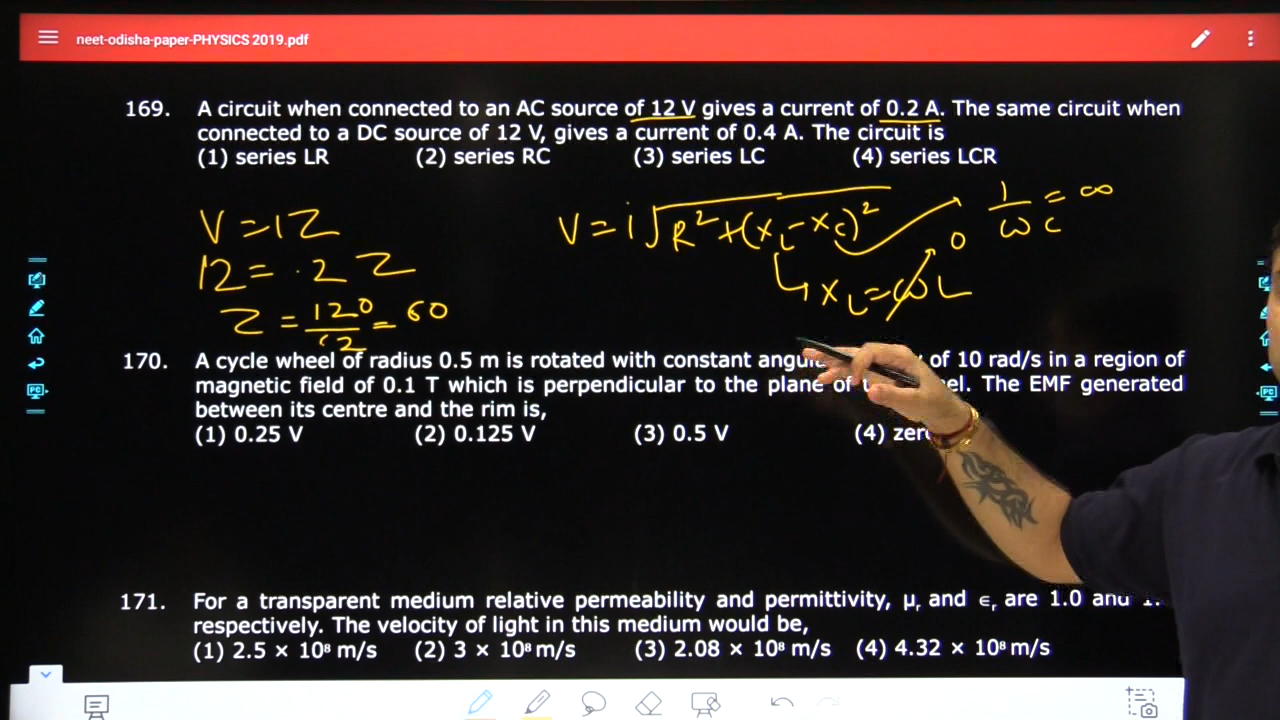 neet-odisha-paper-PHYSICS 2019.pdf
169. A circuit when connected to an AC source of 12 V gives a current of 0.2 A. The same circuit when
connected to a DC source of 12 V, gives a current of 0.4 A. The circuit is
(1) series LR (2) series RC (3) series LC (4) series LCR
V = IZ
12 = .2 Z
Z = 120/2 = 60
V = i√R²+(X_L-X_C)² 1/ωC = ∞
0
X_L = ωL
170. A cycle wheel of radius 0.5 m is rotated with constant of 10 rad/s in a region of
magnetic field of 0.1 T which is perpendicular to the plane of The EMF generated
between its centre and the rim is,
(1) 0.25 V (2) 0.125 V (3) 0.5 V (4)
171. For a transparent medium relative permeability and permittivity, μr and ϵr are 1.0 and
respectively. The velocity of light in this medium would be,
(1) 2.5 × 10⁸ m/s (2) 3 × 10⁸ m/s (3) 2.08 × 10⁸ m/s (4) 4.32 × 10⁸ m/s